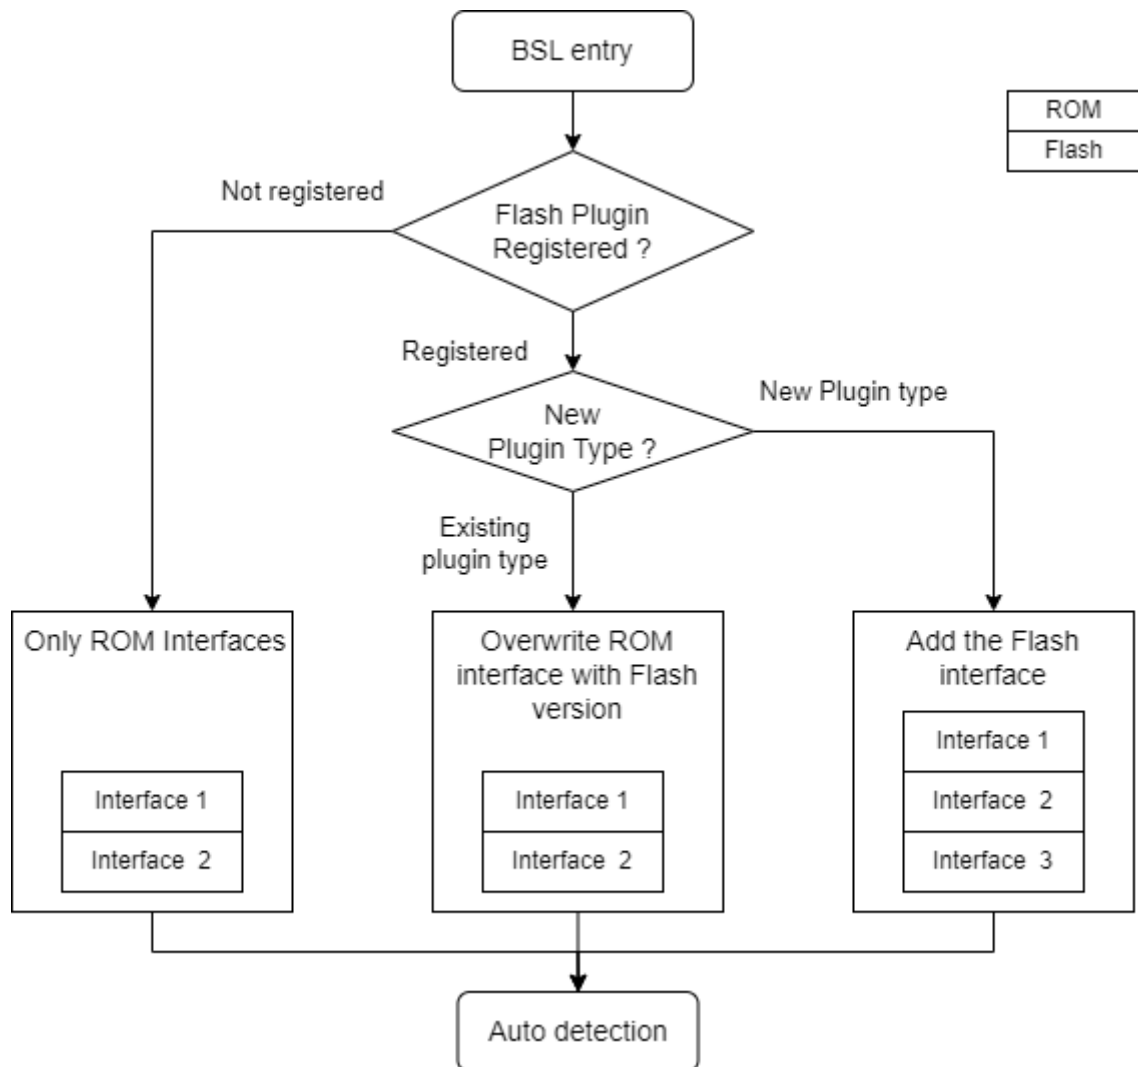 BSL entry
ROM
Flash
Not registered
Flash Plugin
Registered ?
Registered
New Plugin type
New
Plugin Type ?
Existing
plugin type
Only ROM Interfaces
Interface 1
Interface 2
Overwrite ROM
interface with Flash
version
Interface 1
Interface 2
Add the Flash
interface
Interface 1
Interface 2
Interface 3
Auto detection